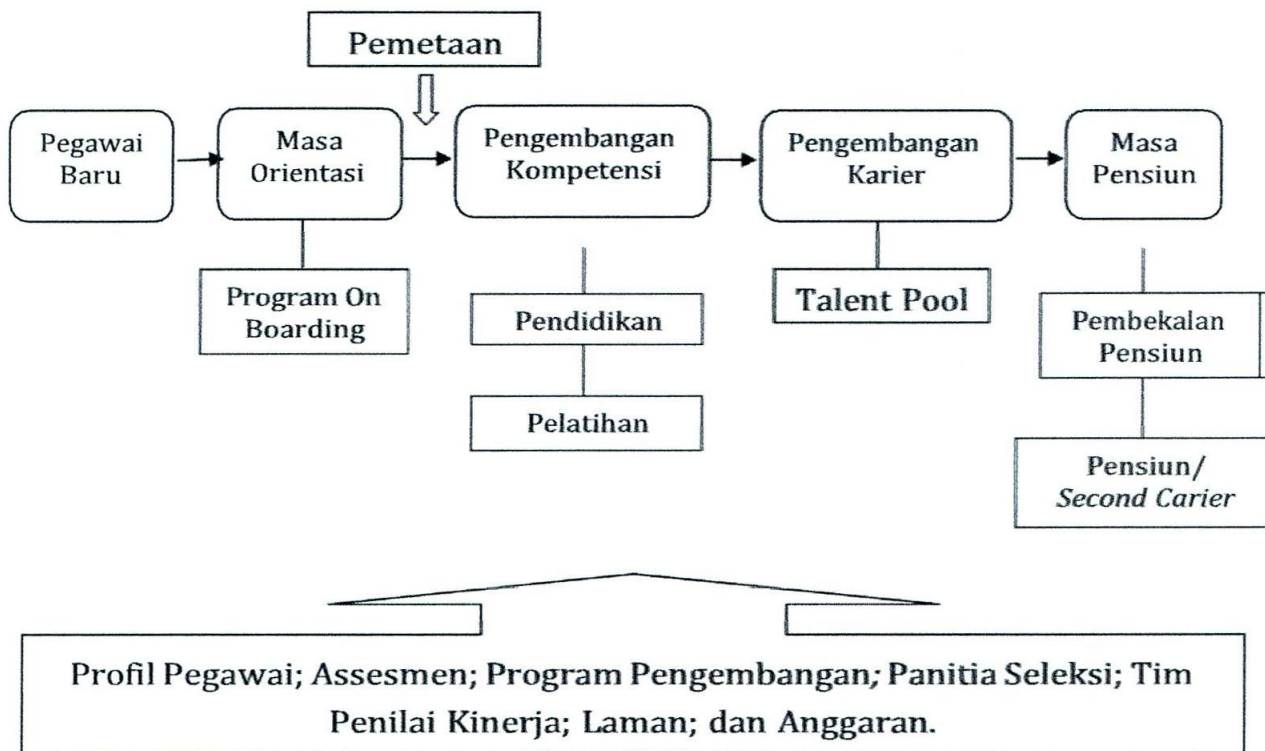 Pemetaan
Pegawai
Baru
Masa
Orientasi
Pengembangan
Kompetensi
Pengembangan
Karier
Masa
Pensiun
Program On
Boarding
Pendidikan
Pelatihan
Talent Pool
Pembekalan
Pensiun
Pensiun/
Second Carier
Profil Pegawai; Assesmen; Program Pengembangan; Panitia Seleksi; Tim
Penilai Kinerja; Laman; dan Anggaran.